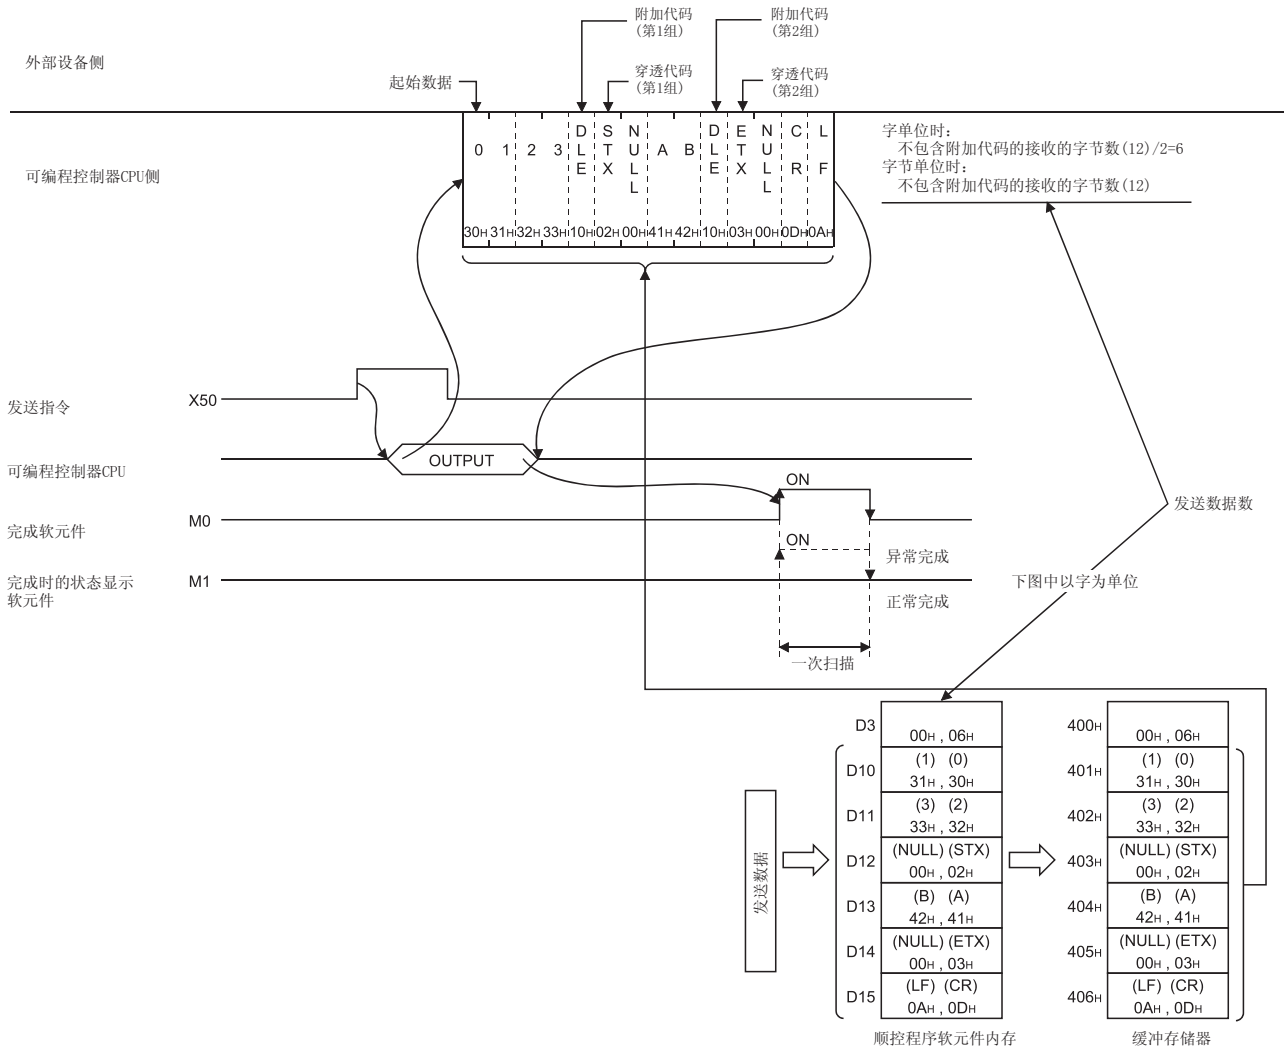 附加代码
(第1组)
附加代码
(第2组)
外部设备侧
起始数据
穿透代码
(第1组)
穿透代码
(第2组)
可编程控制器CPU侧
0 1 2 3 DLE STX NULL A B DLE ETX NULL CR LF
30H 31H 32H 33H 10H 02H 00H 41H 42H 10H 03H 00H 0DH 0AH
字单位时：
不包含附加代码的接收的字节数(12)/2=6
字节单位时：
不包含附加代码的接收的字节数(12)
发送指令 X50
可编程控制器CPU OUTPUT
ON
完成软元件 M0
发送数据数
ON
异常完成
完成时的状态显示
软元件
M1
下图中以字为单位
正常完成
一次扫描
D3 00H , 06H 400H 00H , 06H
D10 (1) (0) 31H , 30H 401H (1) (0) 31H , 30H
D11 (3) (2) 33H , 32H 402H (3) (2) 33H , 32H
发送数据
D12 (NULL) (STX) 00H , 02H 403H (NULL) (STX) 00H , 02H
D13 (B) (A) 42H , 41H 404H (B) (A) 42H , 41H
D14 (NULL) (ETX) 00H , 03H 405H (NULL) (ETX) 00H , 03H
D15 (LF) (CR) 0AH , 0DH 406H (LF) (CR) 0AH , 0DH
顺控程序软元件内存 缓冲存储器